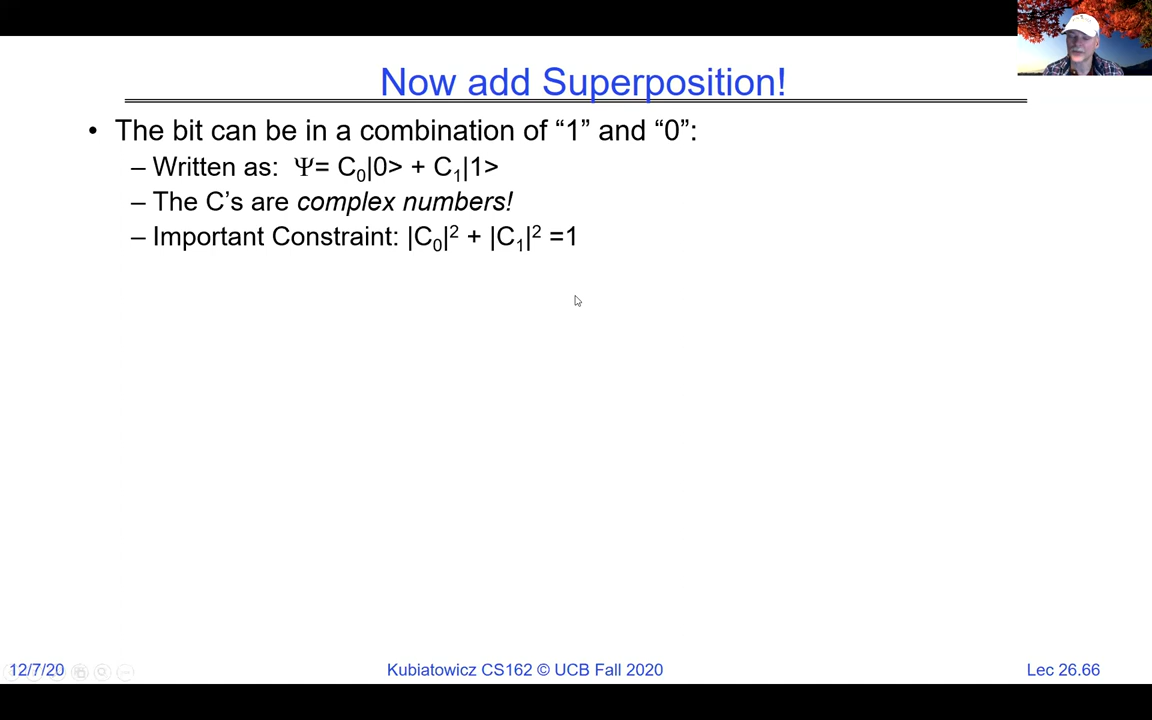 Now add Superposition!
• The bit can be in a combination of “1” and “0”:
– Written as: Ψ= C₀|0> + C₁|1>
– The C’s are complex numbers!
– Important Constraint: |C₀|² + |C₁|² =1
12/7/20
Kubiatowicz CS162 © UCB Fall 2020
Lec 26.66